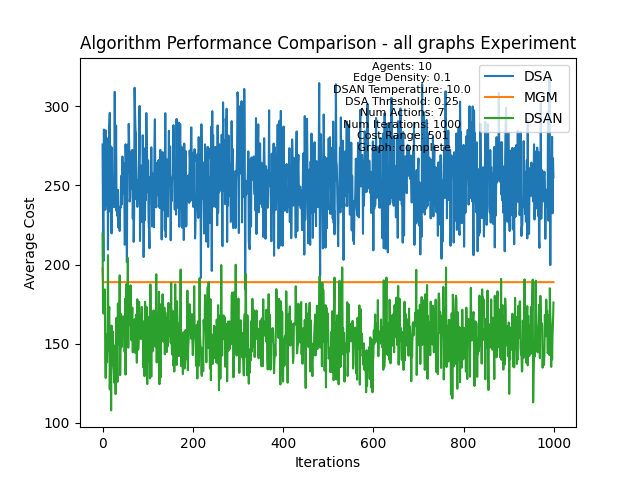 Algorithm Performance Comparison - all graphs Experiment
Agents: 10
Edge Density: 0.1
DSAN Temperature: 10.0
DSA Threshold: 0.25
Num Actions: 7
Num Iterations: 1000
Cost Range: 501
Graph: complete
DSA
MGM
DSAN
Average Cost
300
250
200
150
100
0
200
400
600
800
1000
Iterations